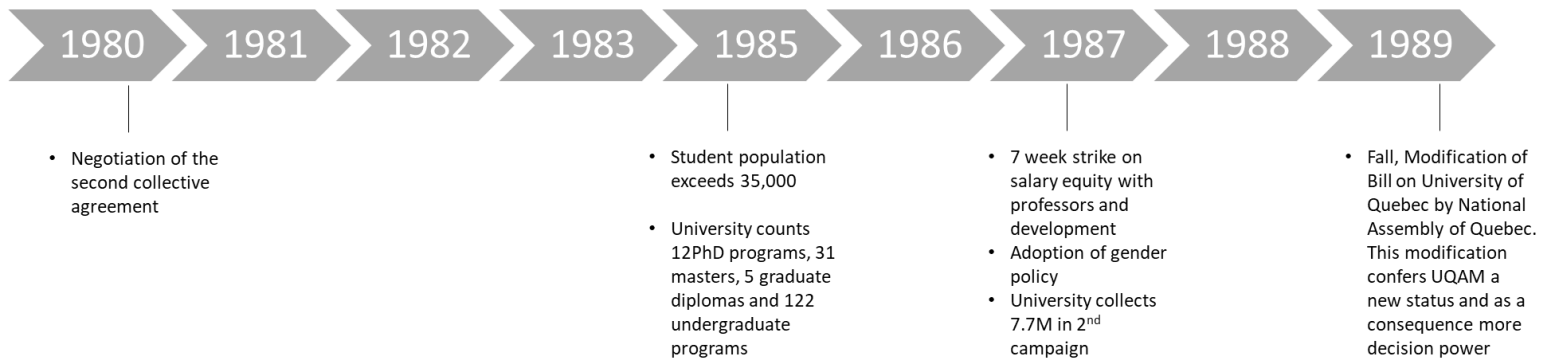 1980 1981 1982 1983 1985 1986 1987 1988 1989
• Negotiation of the
second collective
agreement
• Student population
exceeds 35,000
• University counts
12PhD programs, 31
masters, 5 graduate
diplomas and 122
undergraduate
programs
• 7 week strike on
salary equity with
professors and
development
• Adoption of gender
policy
• University collects
7.7M in 2nd
campaign
• Fall, Modification of
Bill on University of
Quebec by National
Assembly of Quebec.
This modification
confers UQAM a
new status and as a
consequence more
decision power